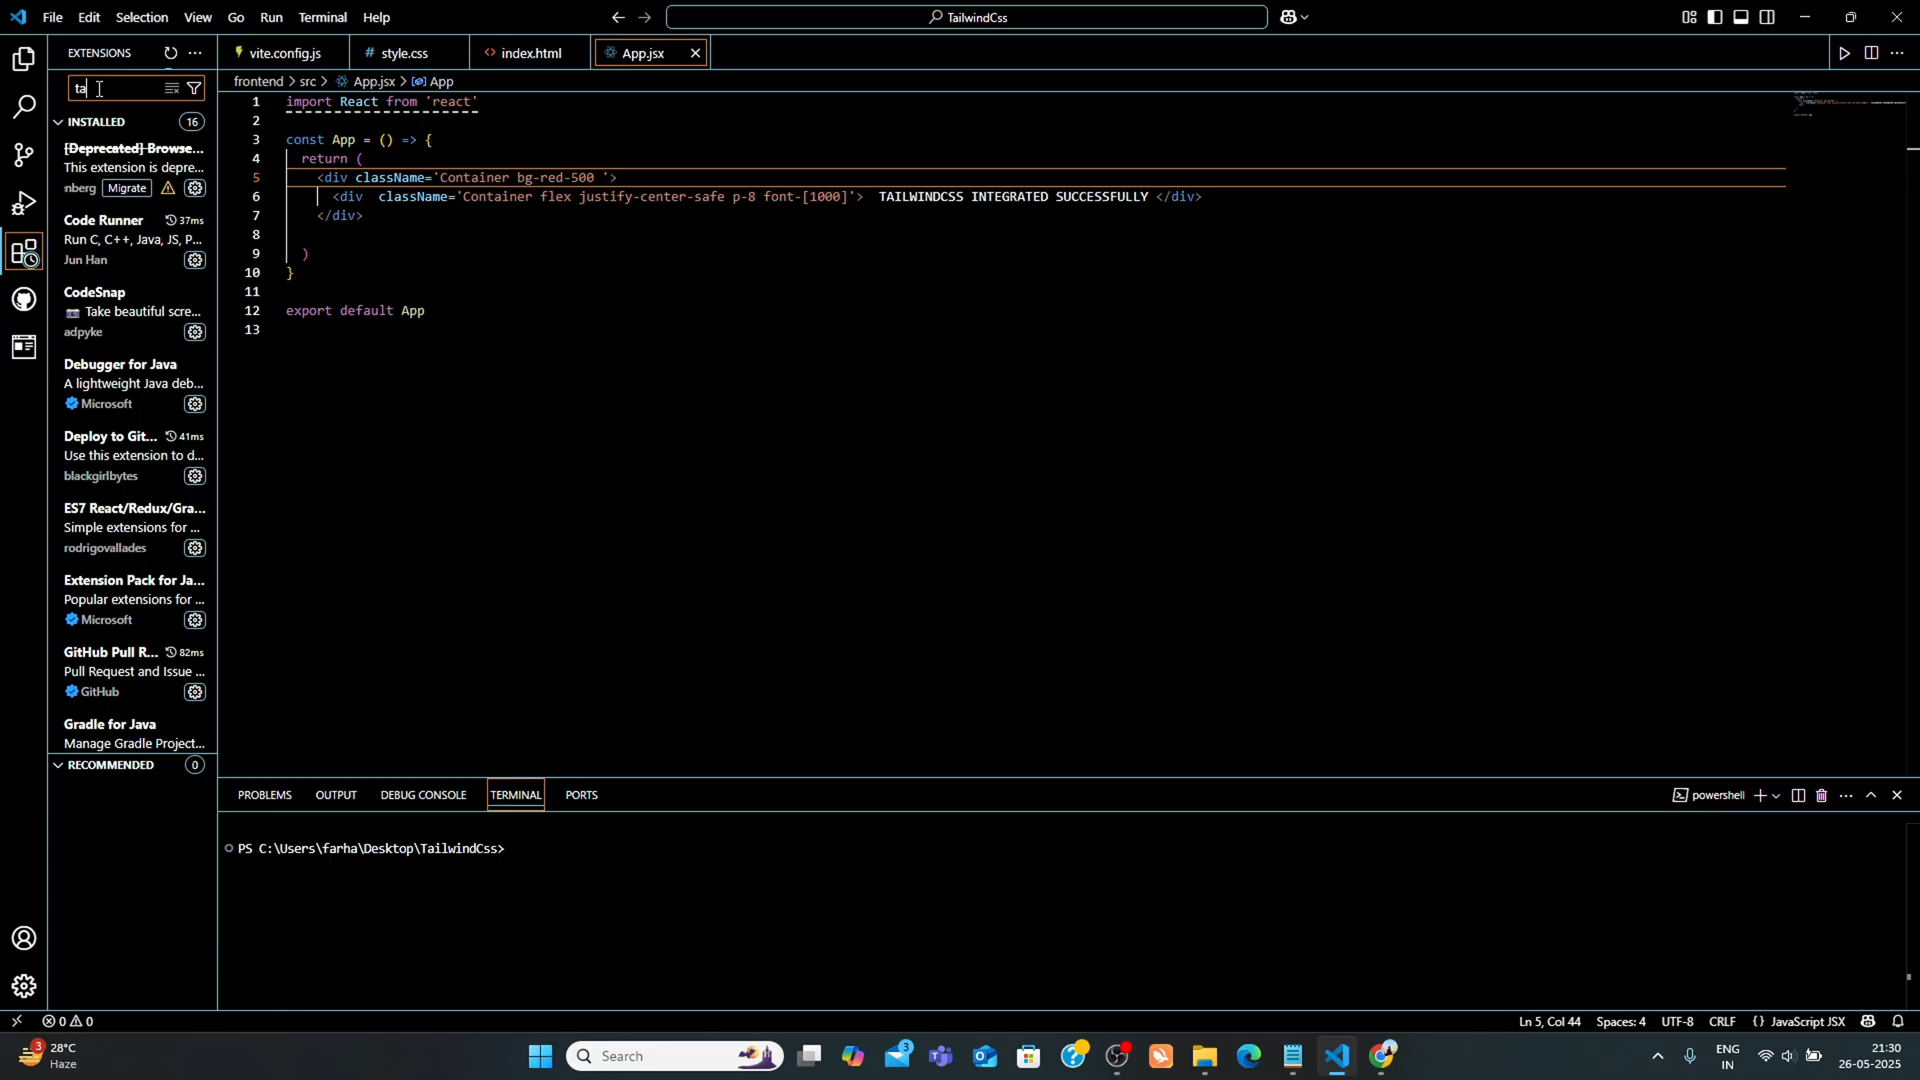 File Edit Selection View Go Run Terminal Help
TailwindCss
EXTENSIONS
vite.config.js
# style.css
<> index.html
App.jsx
ta
frontend > src > App.jsx > App
INSTALLED 16
[Deprecated] Browse...
This extension is depre...
nberg Migrate
Code Runner 37ms
Run C, C++, Java, JS, P...
Jun Han
CodeSnap
Take beautiful scre...
adpyke
Debugger for Java
A lightweight Java deb...
Microsoft
Deploy to Git... 41ms
Use this extension to d...
blackgirlbytes
ES7 React/Redux/Gra...
Simple extensions for ...
rodrigovallades
Extension Pack for Ja...
Popular extensions for ...
Microsoft
GitHub Pull R... 82ms
Pull Request and Issue ...
GitHub
Gradle for Java
Manage Gradle Project...
RECOMMENDED 0
1 import React from 'react'
2
3 const App = () => {
4 return (
5 <div className='Container bg-red-500 '>
6 <div className='Container flex justify-center-safe p-8 font-[1000]'> TAILWINDCSS INTEGRATED SUCCESSFULLY </div>
7 </div>
8
9 )
10 }
11
12 export default App
13
PROBLEMS OUTPUT DEBUG CONSOLE TERMINAL PORTS
powershell
PS C:\Users\farha\Desktop\TailwindCss>
0 0
Ln 5, Col 44 Spaces: 4 UTF-8 CRLF {} JavaScript JSX
3
28°C
Haze
Search
3
ENG
IN
21:30
26-05-2025